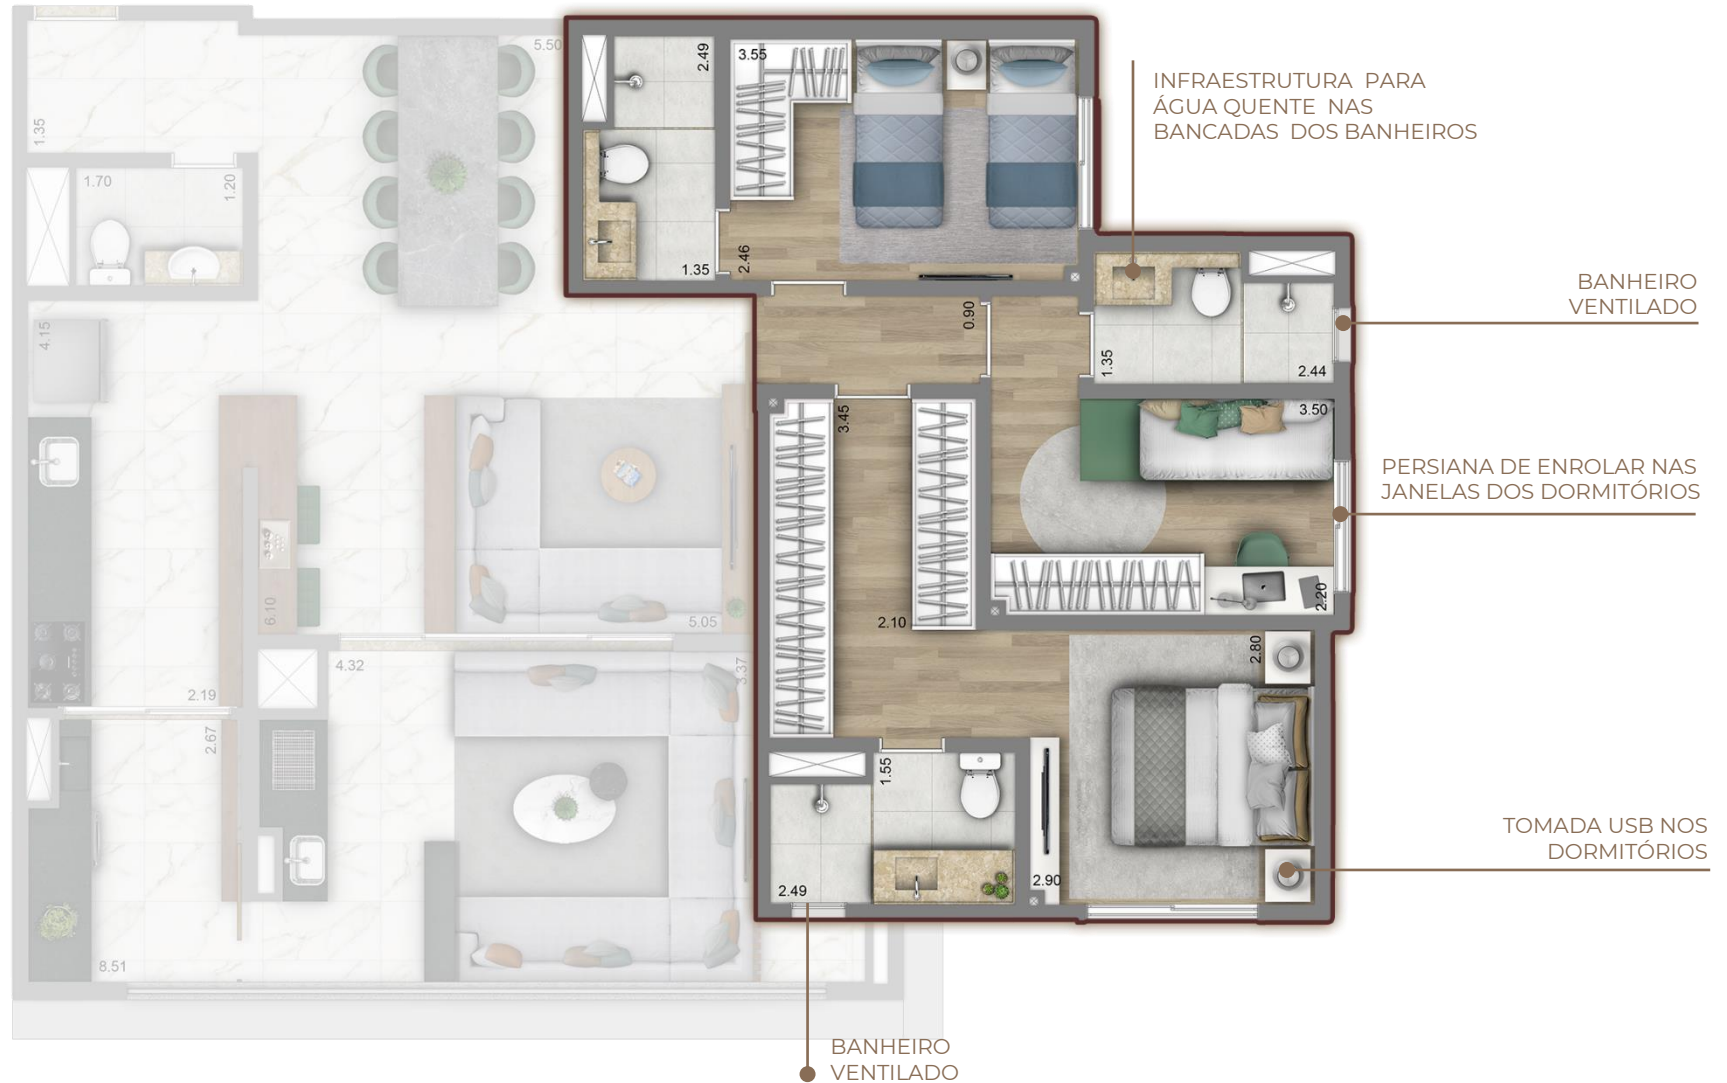 5.50
2.49
3.55
INFRAESTRUTURA PARA
ÁGUA QUENTE NAS
BANCADAS DOS BANHEIROS
1.35
1.70
1.20
2.46
1.35
BANHEIRO
VENTILADO
0.90
4.15
1.35
2.44
3.45
3.50
PERSIANA DE ENROLAR NAS
JANELAS DOS DORMITÓRIOS
6.10
5.05
2.10
2.20
4.32
3.37
2.80
2.19
2.67
1.55
TOMADA USB NOS
DORMITÓRIOS
2.49
2.90
8.51
BANHEIRO
VENTILADO